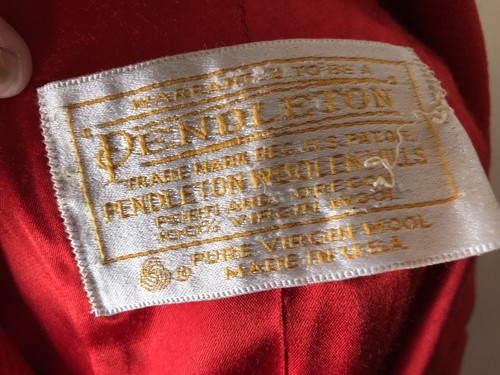 WARRANTED TO BE A
PENDLETON
TRADE MARK REG. U.S. PAT. OFF.
PENDLETON WOOLEN MILLS
PORTLAND, OREGON
100% VIRGIN WOOL
PURE VIRGIN WOOL
MADE IN U.S.A.